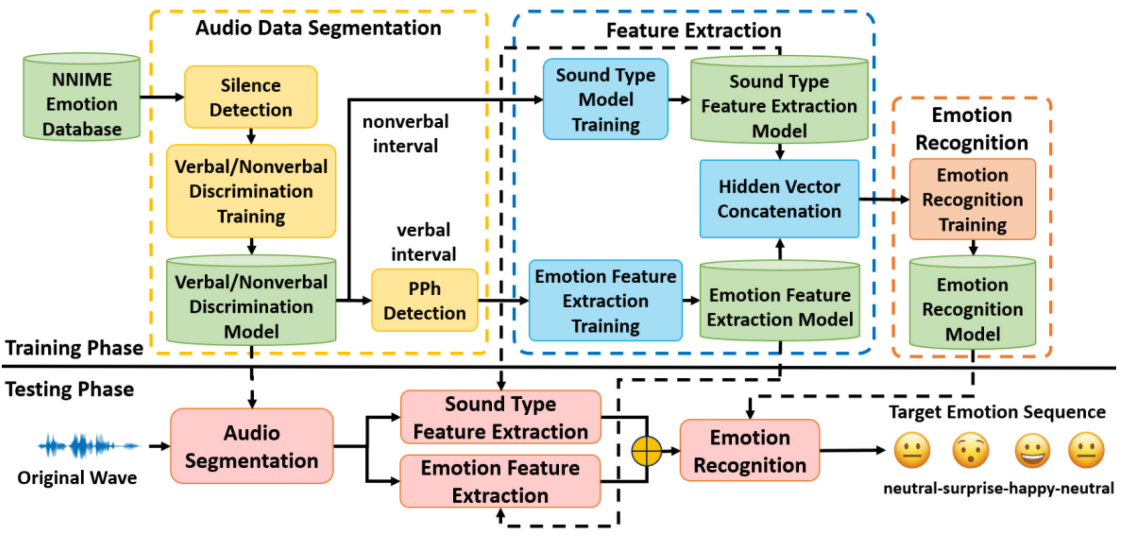 Audio Data Segmentation
NNIME
Emotion
Database
Silence
Detection
Verbal/Nonverbal
Discrimination
Training
Verbal/Nonverbal
Discrimination
Model
nonverbal
interval
verbal
interval
PPh
Detection
Feature Extraction
Sound Type
Model
Training
Sound Type
Feature Extraction
Model
Hidden Vector
Concatenation
Emotion Feature
Extraction
Training
Emotion Feature
Extraction Model
Emotion
Recognition
Emotion
Recognition
Training
Emotion
Recognition
Model
Training Phase
Testing Phase
Original Wave
Audio
Segmentation
Sound Type
Feature Extraction
Emotion Feature
Extraction
Emotion
Recognition
Target Emotion Sequence
neutral-surprise-happy-neutral